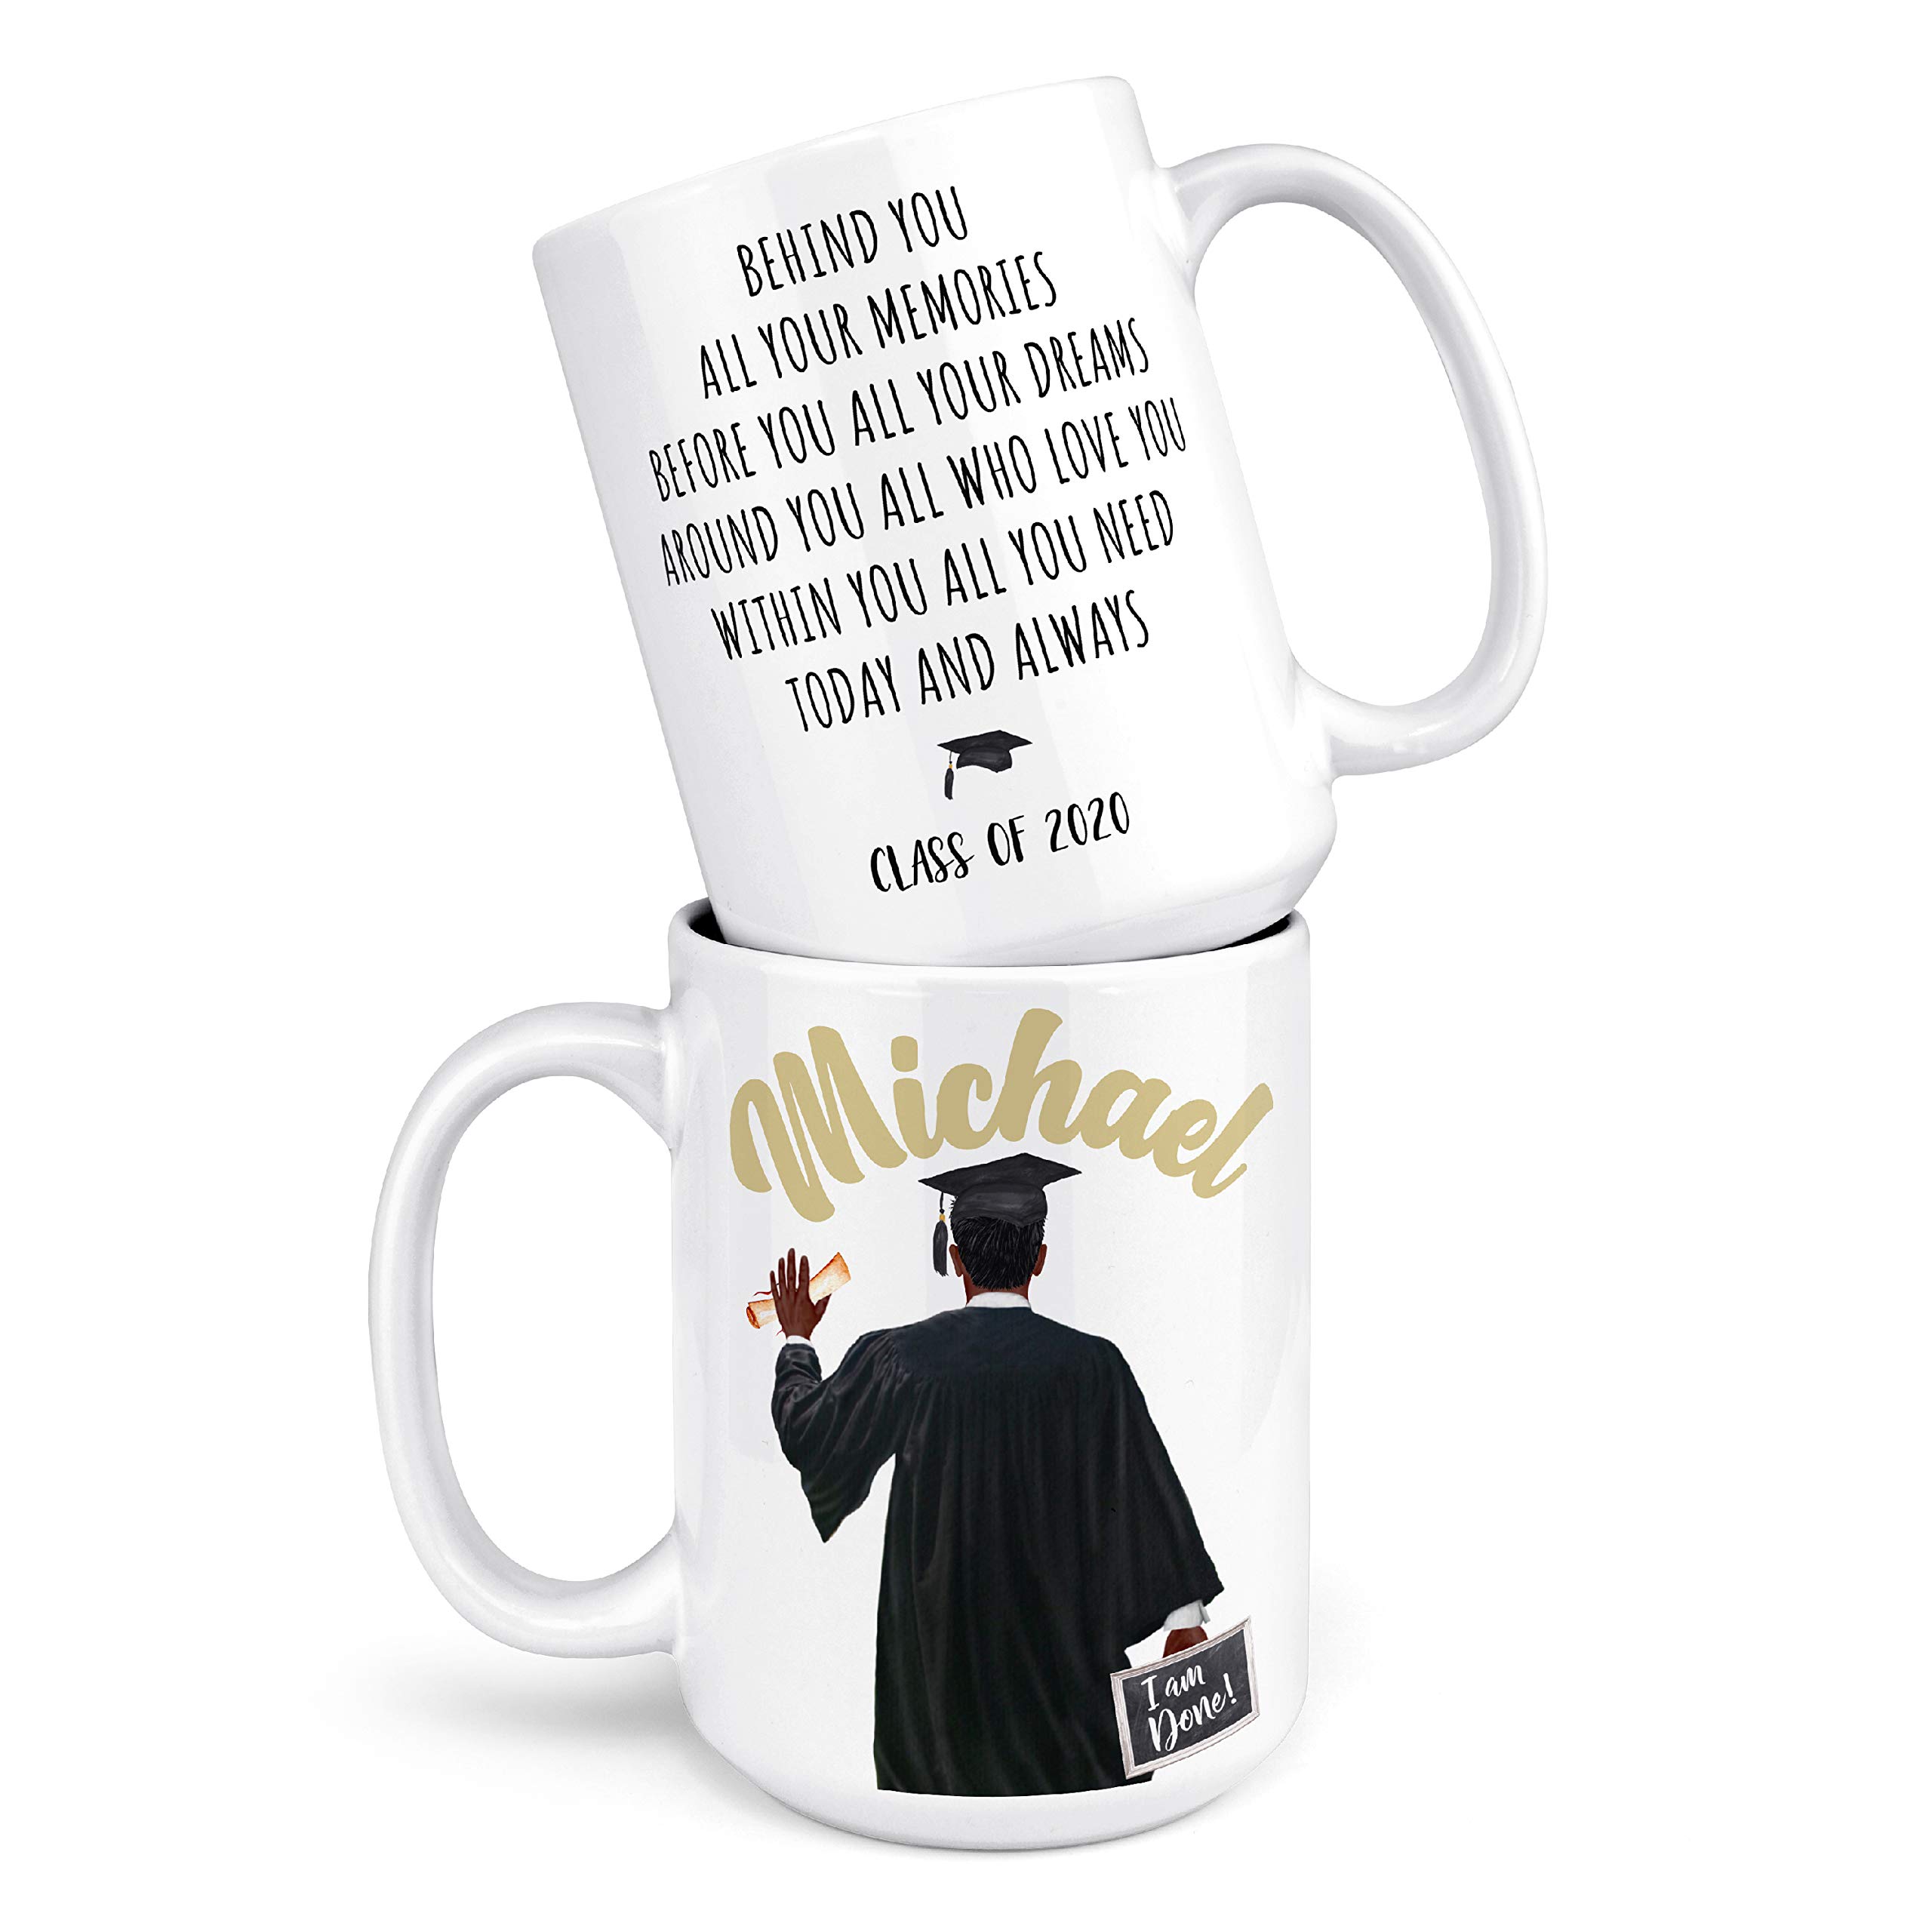 BEHIND YOU
ALL YOUR MEMORIES
BEFORE YOU ALL YOUR DREAMS
AROUND YOU ALL WHO LOVE YOU
WITHIN YOU ALL YOU NEED
TODAY AND ALWAYS
CLASS OF 2020
Michael
I am
Done!